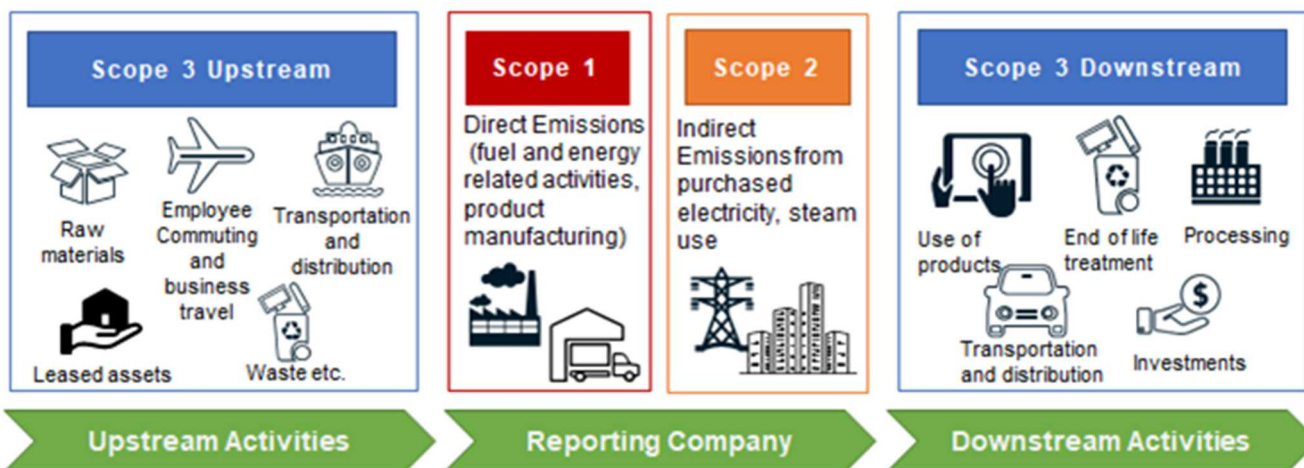 Scope 3 Upstream
Raw
materials
Employee
Commuting
and
business
travel
Transportation
and
distribution
Leased assets
Waste etc.
Scope 1
Direct Emissions
(fuel and energy
related activities,
product
manufacturing)
Scope 2
Indirect
Emissions from
purchased
electricity, steam
use
Scope 3 Downstream
Use of
products
End of life
treatment
Processing
Transportation
and distribution
$
Investments
Upstream Activities
Reporting Company
Downstream Activities